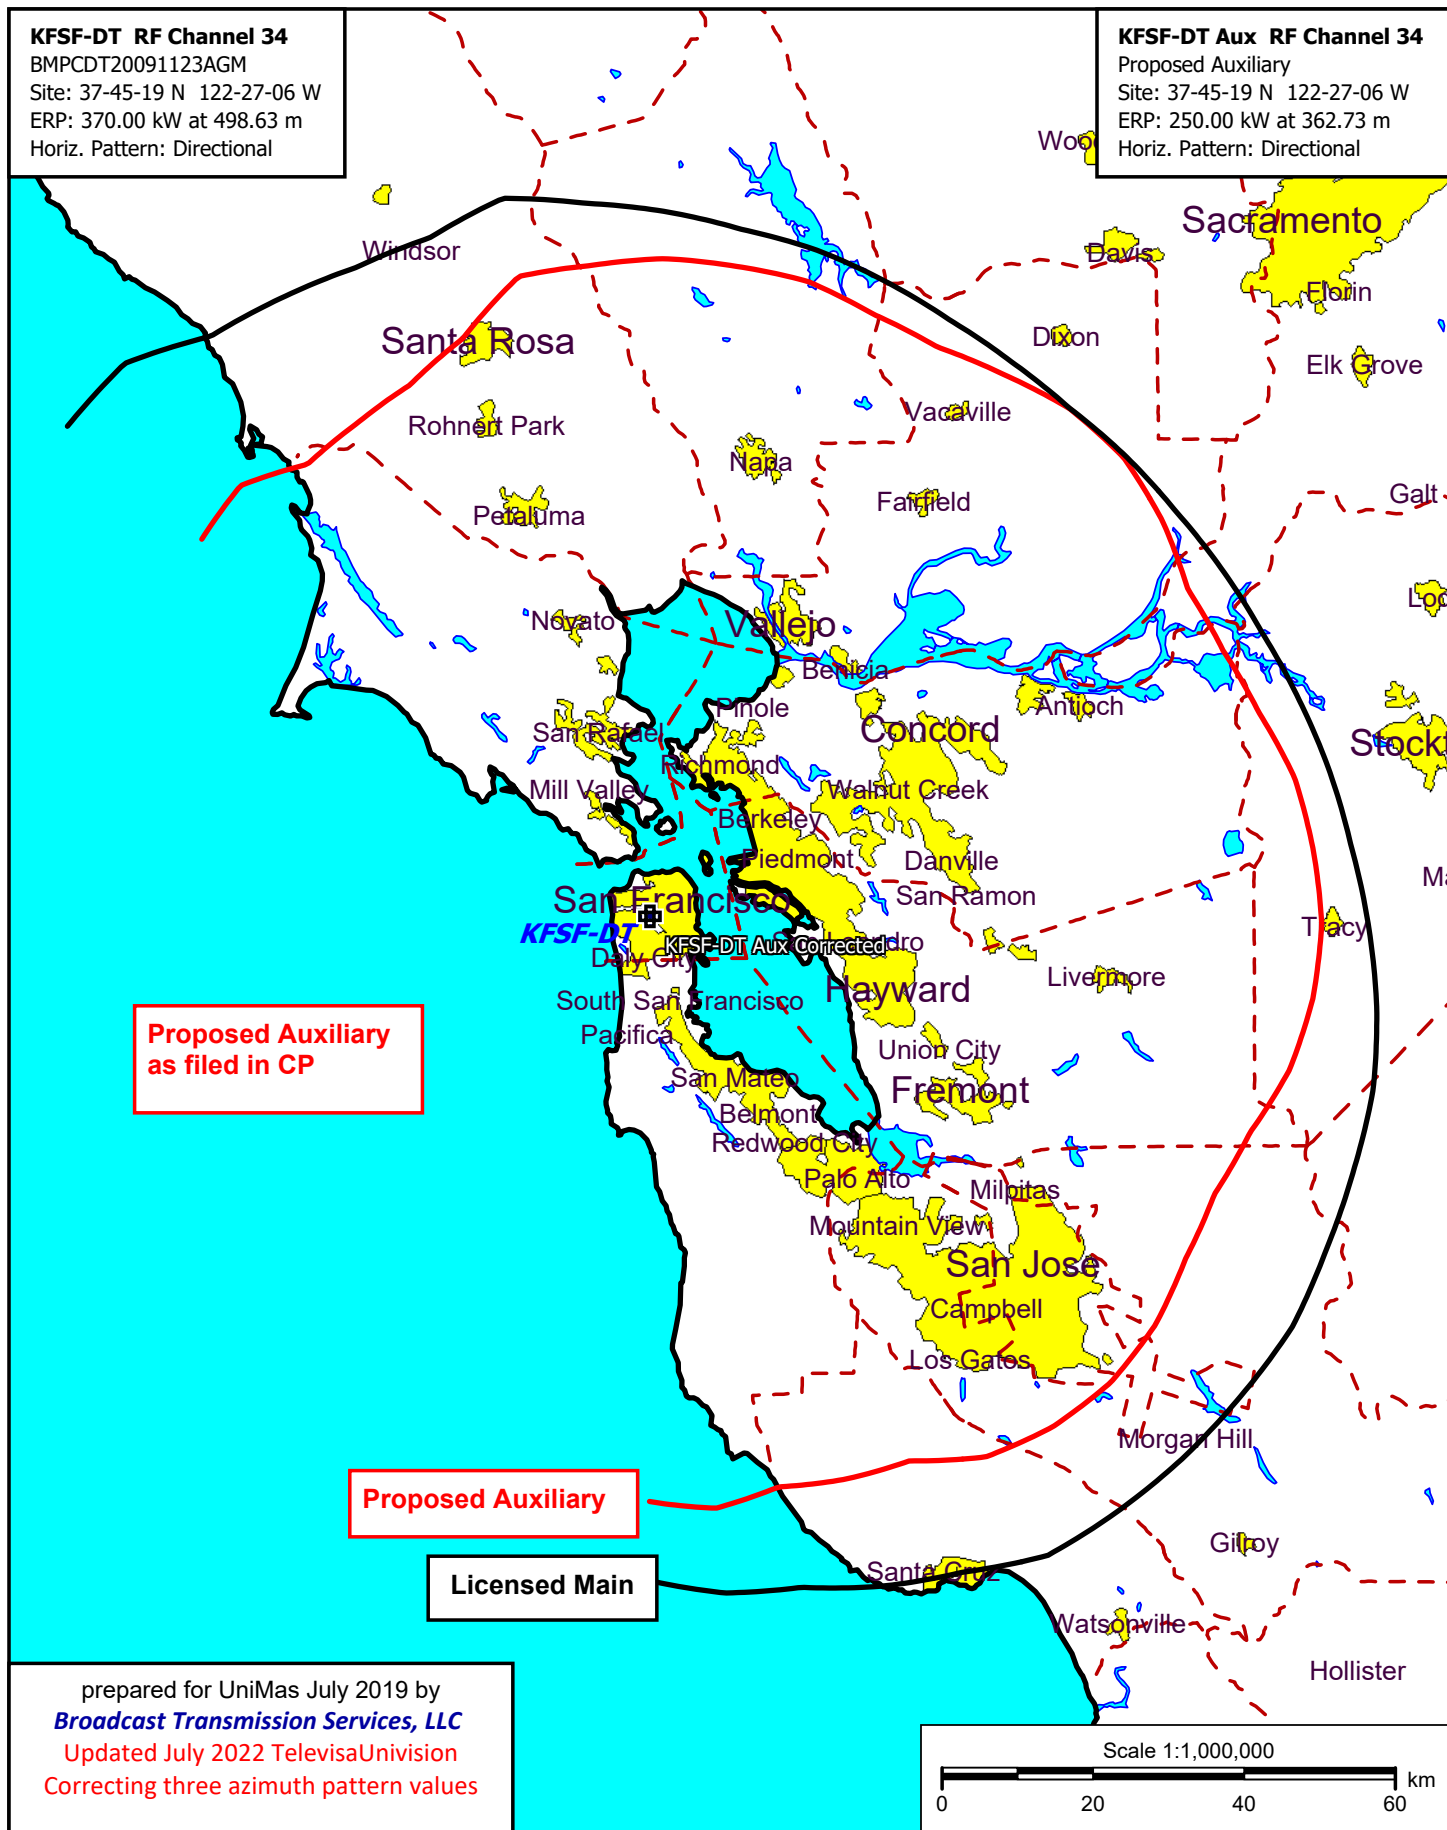 KFSF-DT RF Channel 34
BMPCDT20091123AGM
Site: 37-45-19 N 122-27-06 W
ERP: 370.00 kW at 498.63 m
Horiz. Pattern: Directional
KFSF-DT Aux RF Channel 34
Proposed Auxiliary
Site: 37-45-19 N 122-27-06 W
ERP: 250.00 kW at 362.73 m
Horiz. Pattern: Directional
Sacramento
Windsor
Davis
Florin
Santa Rosa
Dixon
Elk Grove
Rohnert Park
Vacaville
Napa
Galt
Petaluma
Fairfield
Novato
Vallejo
Benicia
Pinole
Antioch
San Rafael
Concord
Richmond
Mill Valley
Walnut Creek
Berkeley
Piedmont
Danville
San Ramon
San Francisco
Tracy
KFSF-DT
KFSF-DT Aux Corrected
Daly City
Livermore
Hayward
South San Francisco
Pacifica
Union City
Proposed Auxiliary
as filed in CP
San Mateo
Fremont
Belmont
Redwood City
Palo Alto
Milpitas
Mountain View
San Jose
Campbell
Los Gatos
Morgan Hill
Proposed Auxiliary
Gilroy
Santa Cruz
Licensed Main
Watsonville
Hollister
prepared for UniMas July 2019 by
Broadcast Transmission Services, LLC
Updated July 2022 TelevisaUnivision
Correcting three azimuth pattern values
Scale 1:1,000,000
km
0 20 40 60